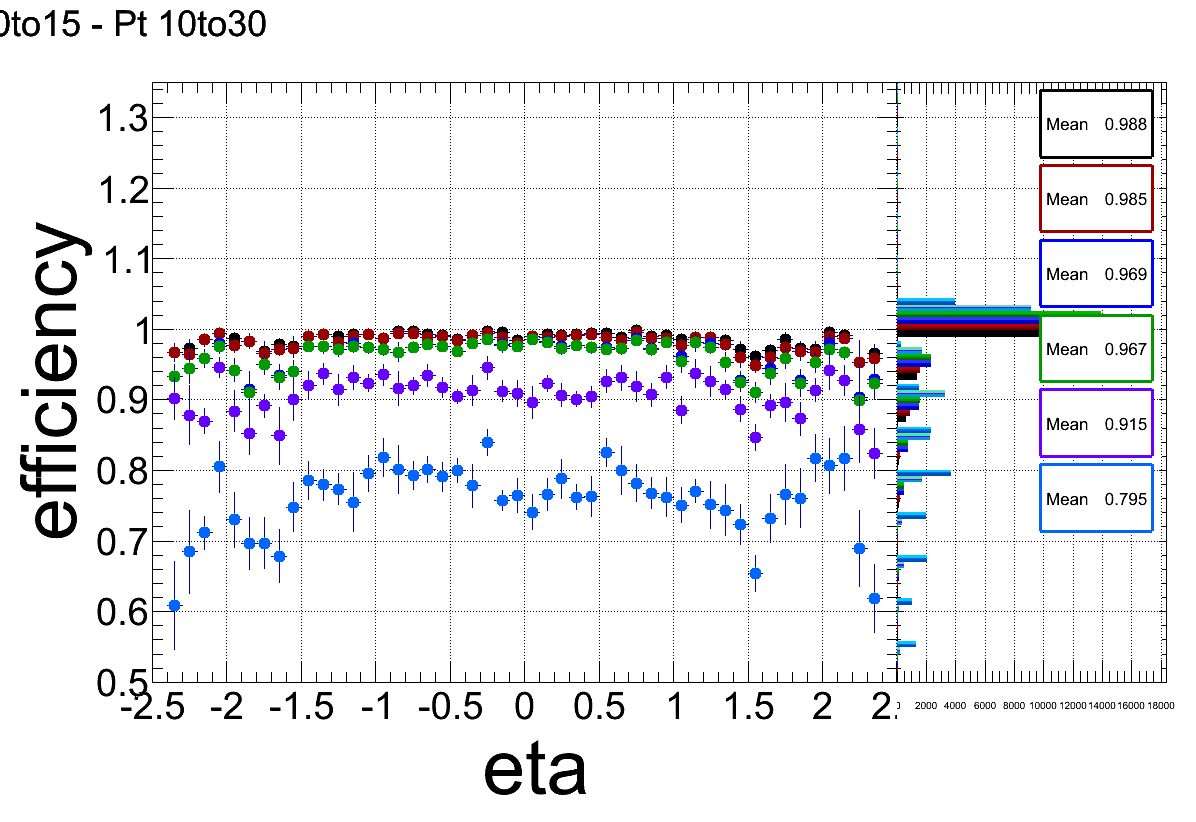 0to15 - Pt 10to30
efficiency
1.3
1.2
1.1
1
0.9
0.8
0.7
0.6
0.5
-2.5 -2 -1.5 -1 -0.5 0 0.5 1 1.5 2 2.
eta
Mean 0.988
Mean 0.985
Mean 0.969
Mean 0.967
Mean 0.915
Mean 0.795
2000 4000 6000 8000 10000 12000 14000 16000 18000